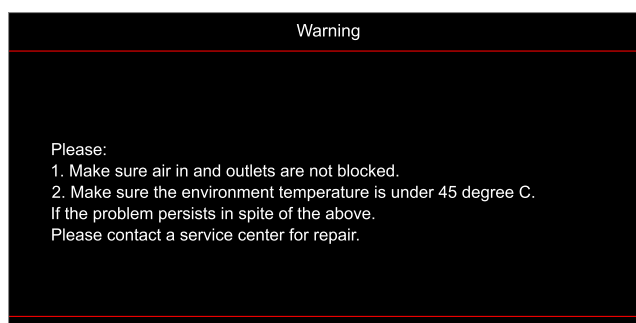 Warning
Please:
1. Make sure air in and outlets are not blocked.
2. Make sure the environment temperature is under 45 degree C.
If the problem persists in spite of the above.
Please contact a service center for repair.